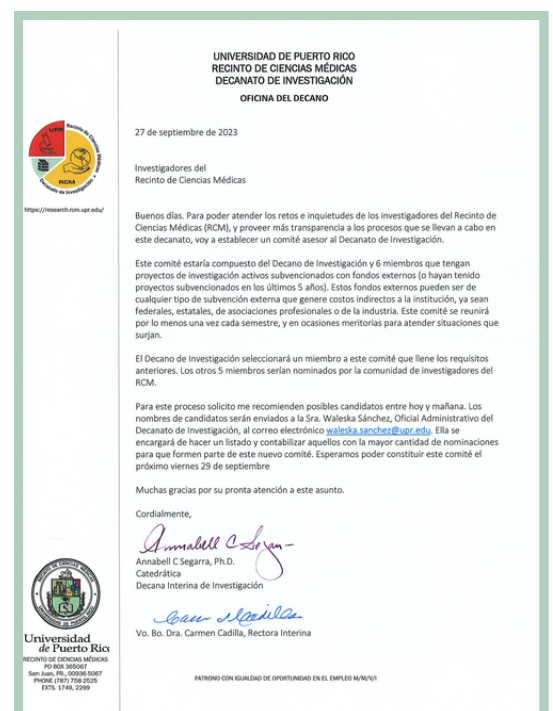 UNIVERSIDAD DE PUERTO RICO
RECINTO DE CIENCIAS MÉDICAS
DECANATO DE INVESTIGACIÓN
OFICINA DEL DECANO
27 de septiembre de 2023
Investigadores del
Recinto de Ciencias Médicas
UPR
Recinto de Ciencias Médicas
RCM
Decanato de Investigación
https://research.rcm.upr.edu/
Buenos días. Para poder atender los retos e inquietudes de los investigadores del Recinto de
Ciencias Médicas (RCM), y proveer más transparencia a los procesos que se llevan a cabo en
este decanato, voy a establecer un comité asesor al Decanato de Investigación.
Este comité estaría compuesto del Decano de Investigación y 6 miembros que tengan
proyectos de investigación activos subvencionados con fondos externos (o hayan tenido
proyectos subvencionados en los últimos 5 años). Estos fondos externos pueden ser de
cualquier tipo de subvención externa que genere costos indirectos a la institución, ya sean
federales, estatales, de asociaciones profesionales o de la industria. Este comité se reunirá
por lo menos una vez cada semestre, y en ocasiones meritorias para atender situaciones que
surjan.
El Decano de Investigación seleccionará un miembro a este comité que llene los requisitos
anteriores. Los otros 5 miembros serían nominados por la comunidad de investigadores del
RCM.
Para este proceso solicito me recomienden posibles candidatos entre hoy y mañana. Los
nombres de candidatos serán enviados a la Sra. Waleska Sánchez, Oficial Administrativo del
Decanato de Investigación, al correo electrónico waleska.sanchez@upr.edu. Ella se
encargará de hacer un listado y contabilizar aquellos con la mayor cantidad de nominaciones
para que formen parte de este nuevo comité. Esperamos poder constituir este comité el
próximo viernes 29 de septiembre
Muchas gracias por su pronta atención a este asunto.
Cordialmente,
Annabell C Segarra, Ph.D.
Catedrática
Decana Interina de Investigación
Vo. Bo. Dra. Carmen Cadilla, Rectora Interina
Universidad
de Puerto Rico
RECINTO DE CIENCIAS MÉDICAS
PO BOX 365067
San Juan, PR., 00936-5067
PHONE (787) 758-2525
EXTS. 1749, 2299
PATRONO CON IGUALDAD DE OPORTUNIDAD EN EL EMPLEO M/M/V/I